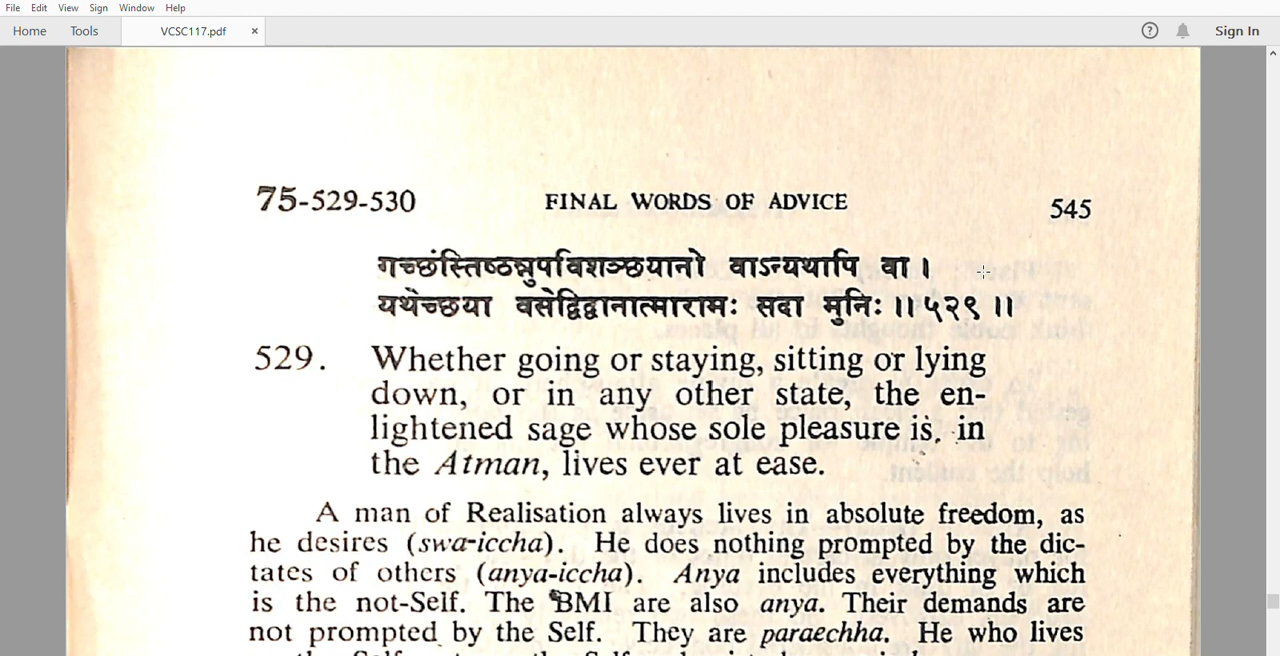 File Edit View Sign Window Help
Home Tools VCSC117.pdf × ? Sign In
75-529-530 FINAL WORDS OF ADVICE 545
गच्छंस्तिष्ठन्नुपविशञ्छयानो वाऽन्यथापि वा ।
यथेच्छया वसेद्विद्वानात्मारामः सदा मुनिः ॥ ५२९ ॥
529. Whether going or staying, sitting or lying
down, or in any other state, the en-
lightened sage whose sole pleasure is in
the Atman, lives ever at ease.
A man of Realisation always lives in absolute freedom, as
he desires (swa-iccha). He does nothing prompted by the dic-
tates of others (anya-iccha). Anya includes everything which
is the not-Self. The BMI are also anya. Their demands are
not prompted by the Self. They are paraechha. He who lives